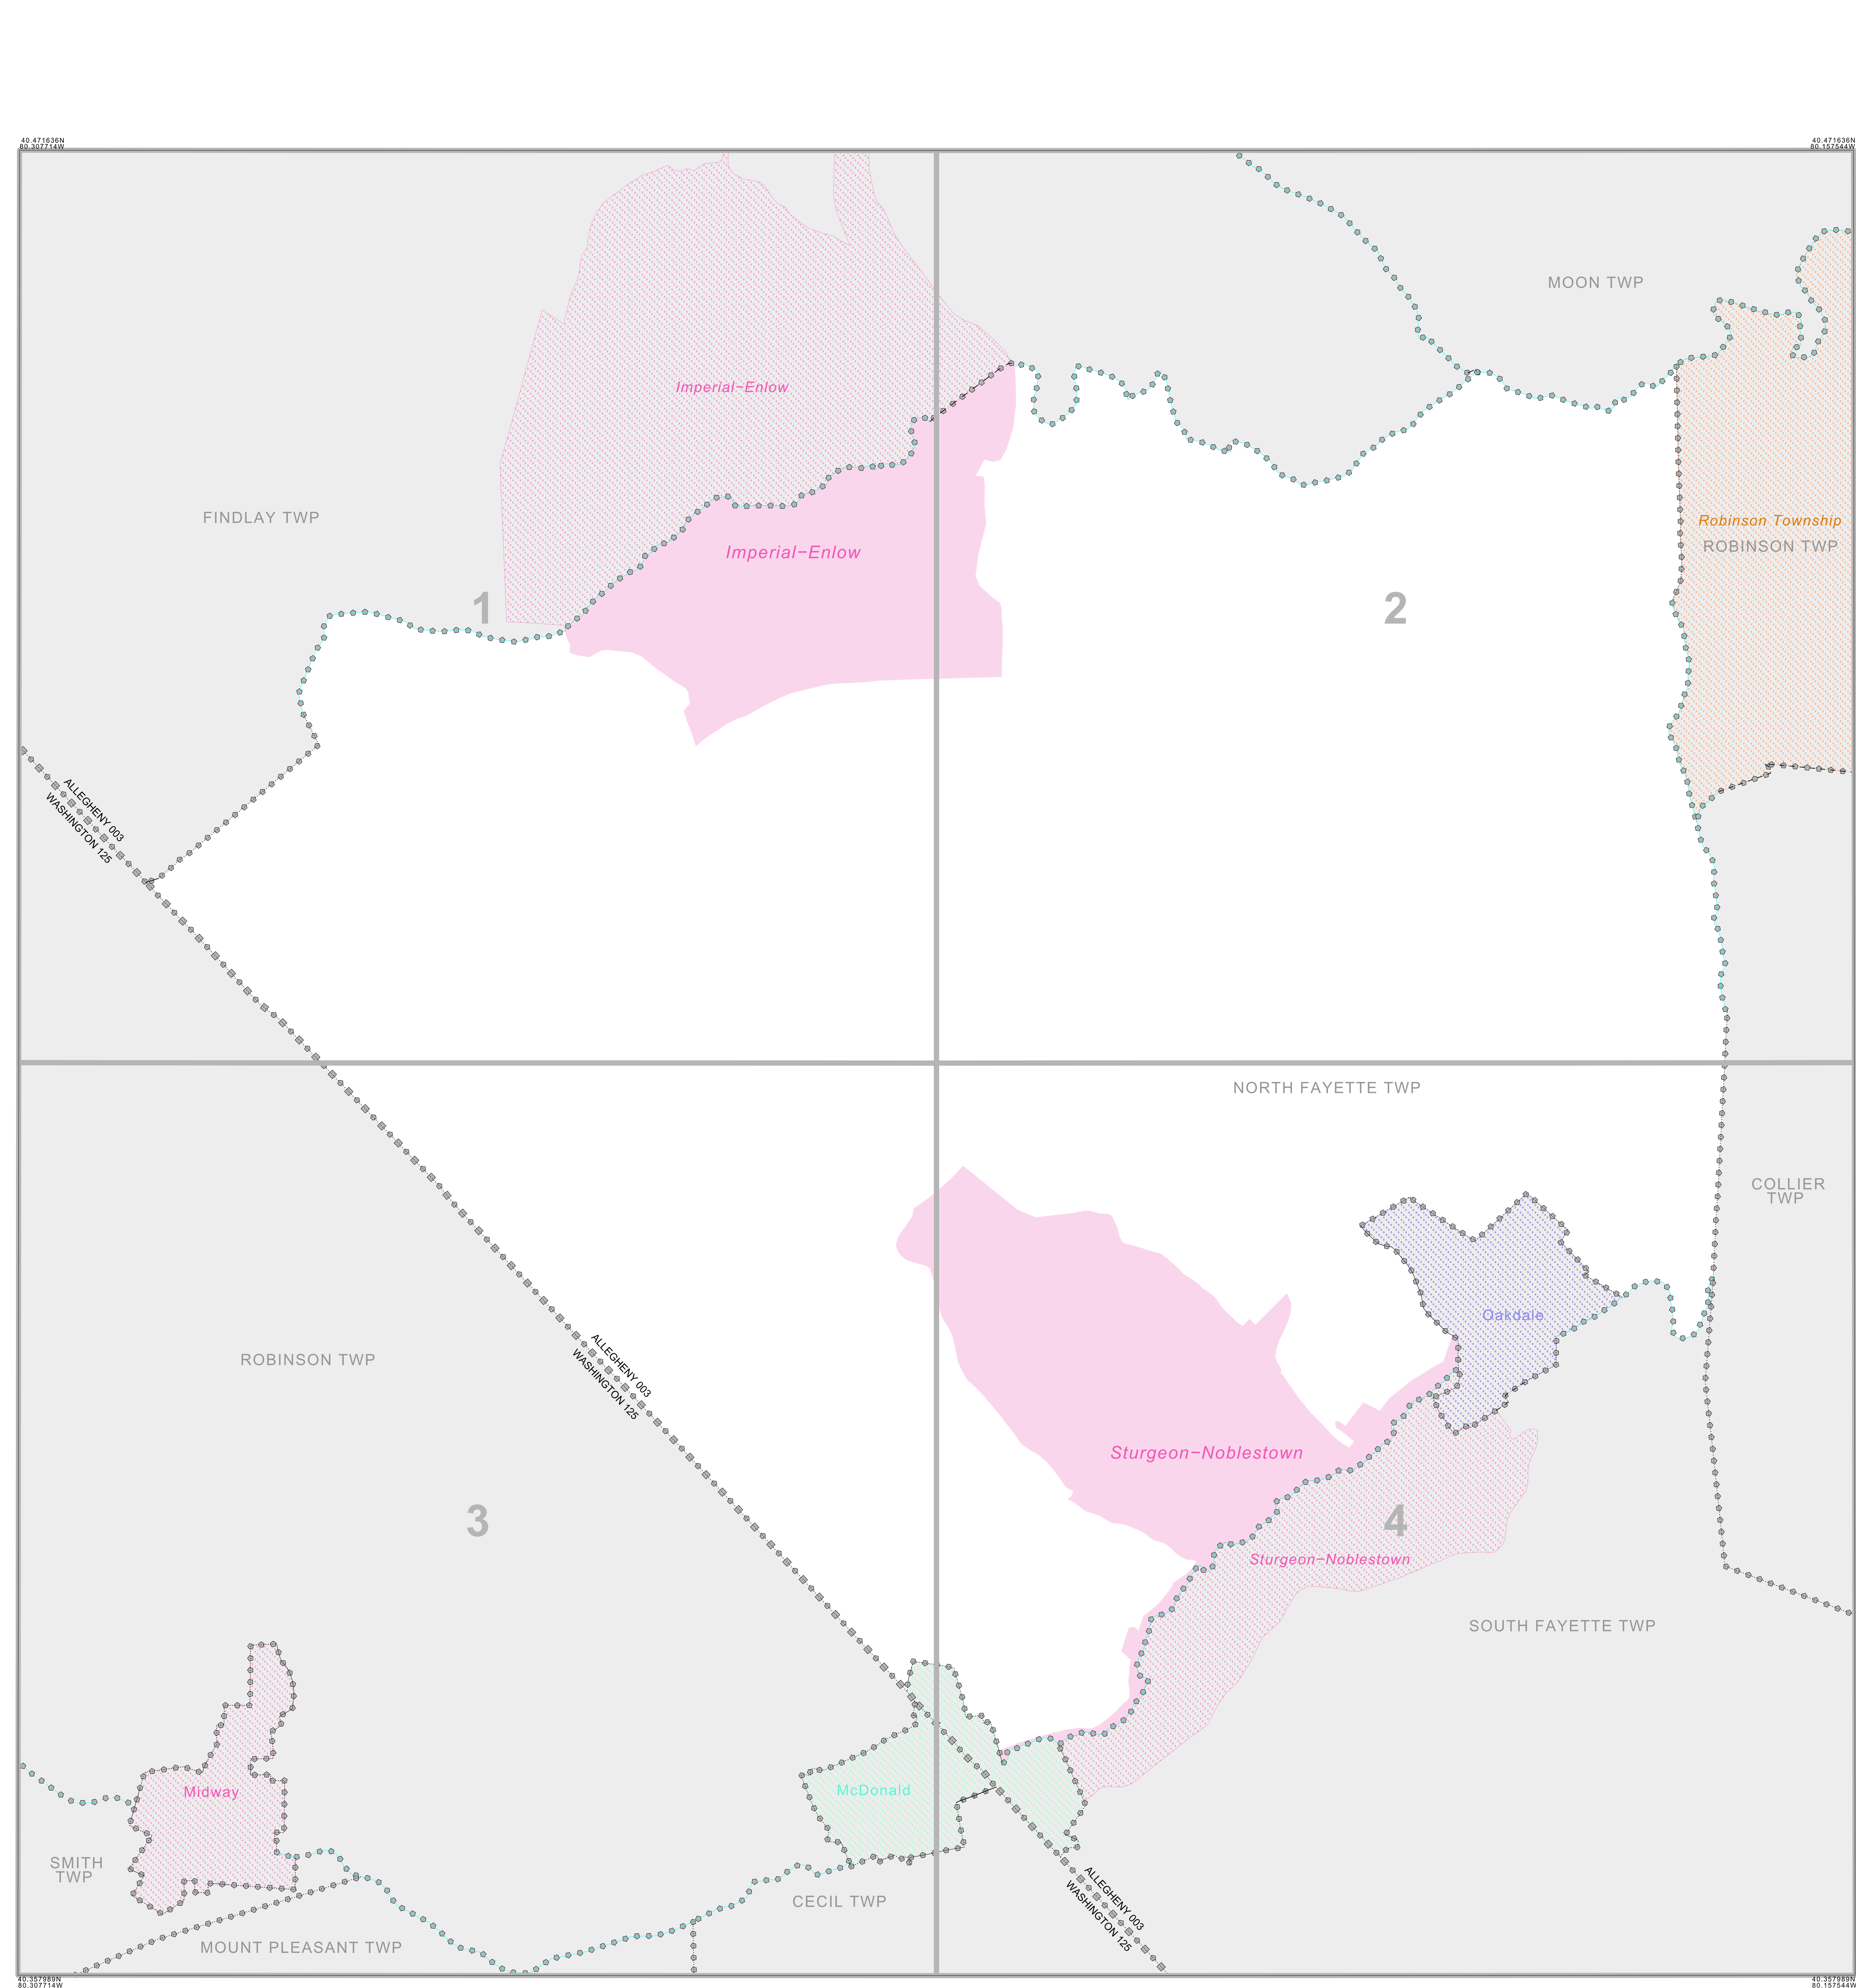 40.471636N
80.307714W
40.471636N
80.157544W
MOON TWP
Imperial-Enlow
FINDLAY TWP
Robinson Township
ROBINSON TWP
Imperial-Enlow
1
2
ALLEGHENY 003
WASHINGTON 125
NORTH FAYETTE TWP
COLLIER
TWP
Oakdale
ROBINSON TWP
ALLEGHENY 003
WASHINGTON 125
Sturgeon-Noblestown
3
4
Sturgeon-Noblestown
SOUTH FAYETTE TWP
Midway
McDonald
SMITH
TWP
CECIL TWP
ALLEGHENY 003
WASHINGTON 125
MOUNT PLEASANT TWP
40.357989N
80.307714W
40.357989N
80.157544W